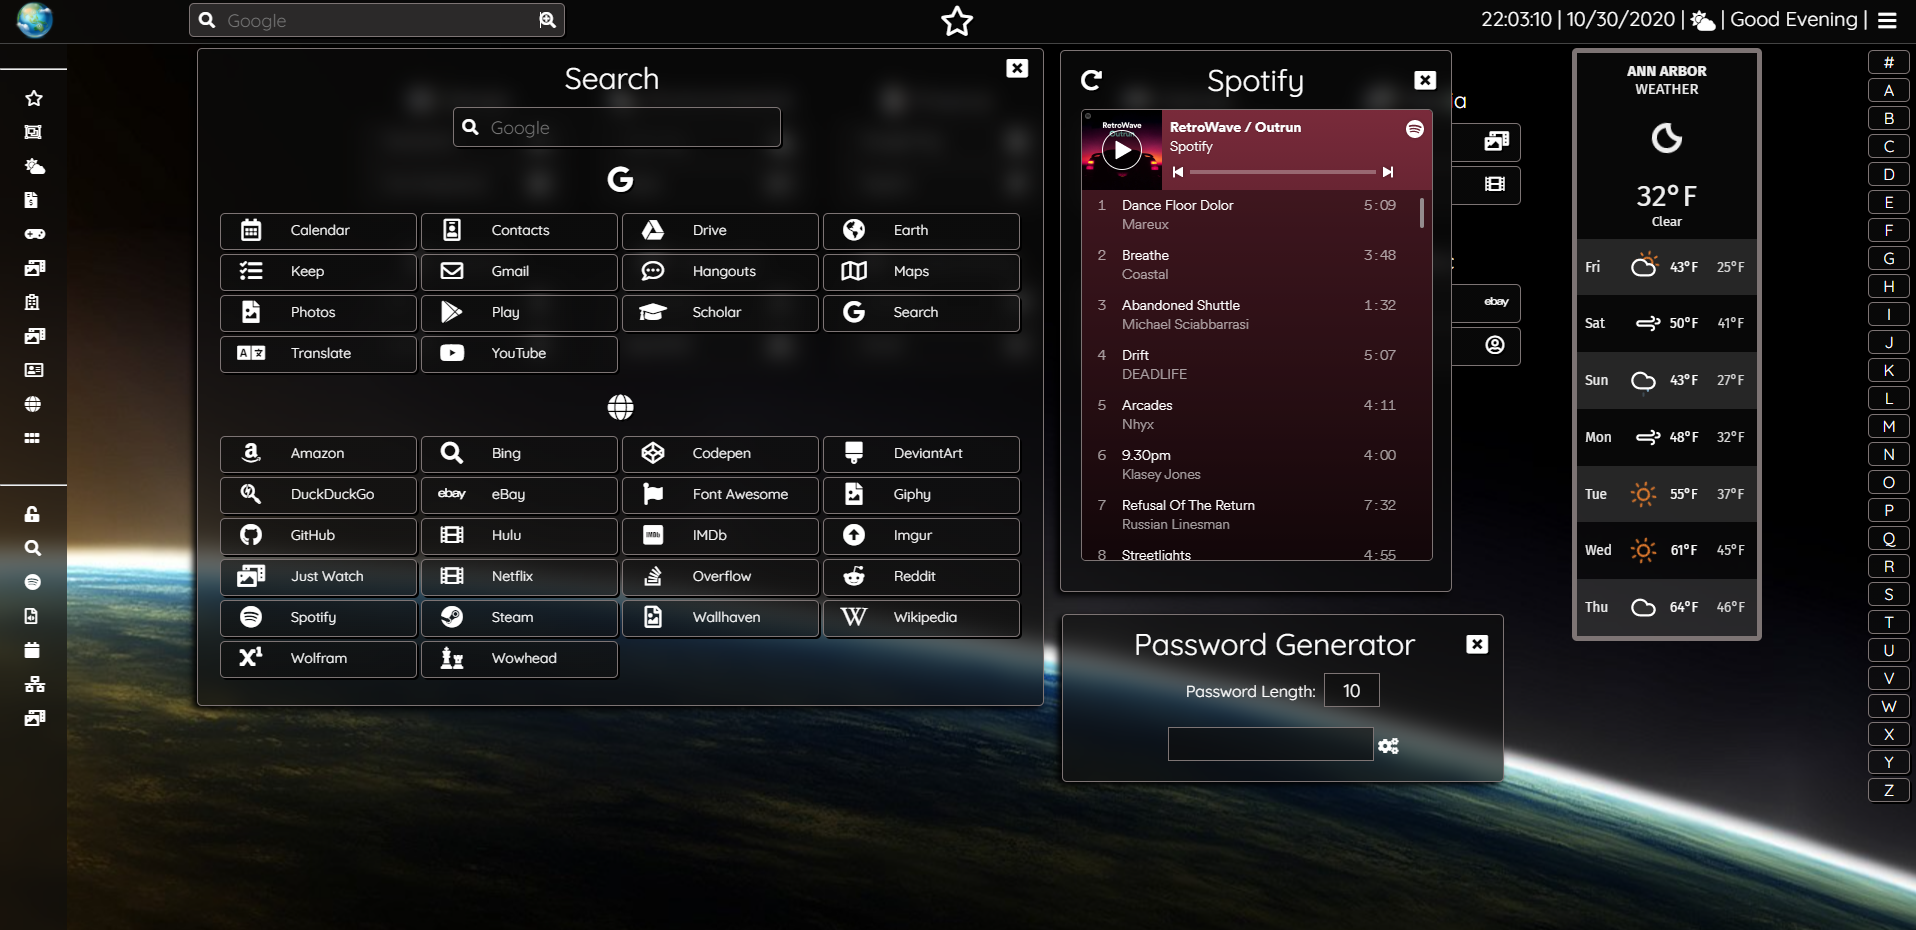 Google
22:03:10 | 10/30/2020 | | Good Evening |
Search
Google
Calendar
Contacts
Drive
Earth
Keep
Gmail
Hangouts
Maps
Photos
Play
Scholar
Search
Translate
YouTube
Amazon
Bing
Codepen
DeviantArt
DuckDuckGo
ebay eBay
Font Awesome
Giphy
GitHub
Hulu
IMDb IMDb
Imgur
Just Watch
Netflix
Overflow
Reddit
Spotify
Steam
Wallhaven
W Wikipedia
Wolfram
Wowhead
Spotify
RetroWave
Outrun
RetroWave / Outrun
Spotify
1 Dance Floor Dolor 5:09
Mareux
2 Breathe 3:48
Coastal
3 Abandoned Shuttle 1:32
Michael Sciabbarrasi
4 Drift 5:07
DEADLIFE
5 Arcades 4:11
Nhyx
6 9.30pm 4:00
Klasey Jones
7 Refusal Of The Return 7:32
Russian Linesman
8 Streetlights 4:55
ia
ebay
Password Generator
Password Length: 10
ANN ARBOR
WEATHER
32° F
Clear
Fri 43°F 25°F
Sat 50°F 41°F
Sun 43°F 27°F
Mon 48°F 32°F
Tue 55°F 37°F
Wed 61°F 45°F
Thu 64°F 46°F
#
A
B
C
D
E
F
G
H
I
J
K
L
M
N
O
P
Q
R
S
T
U
V
W
X
Y
Z